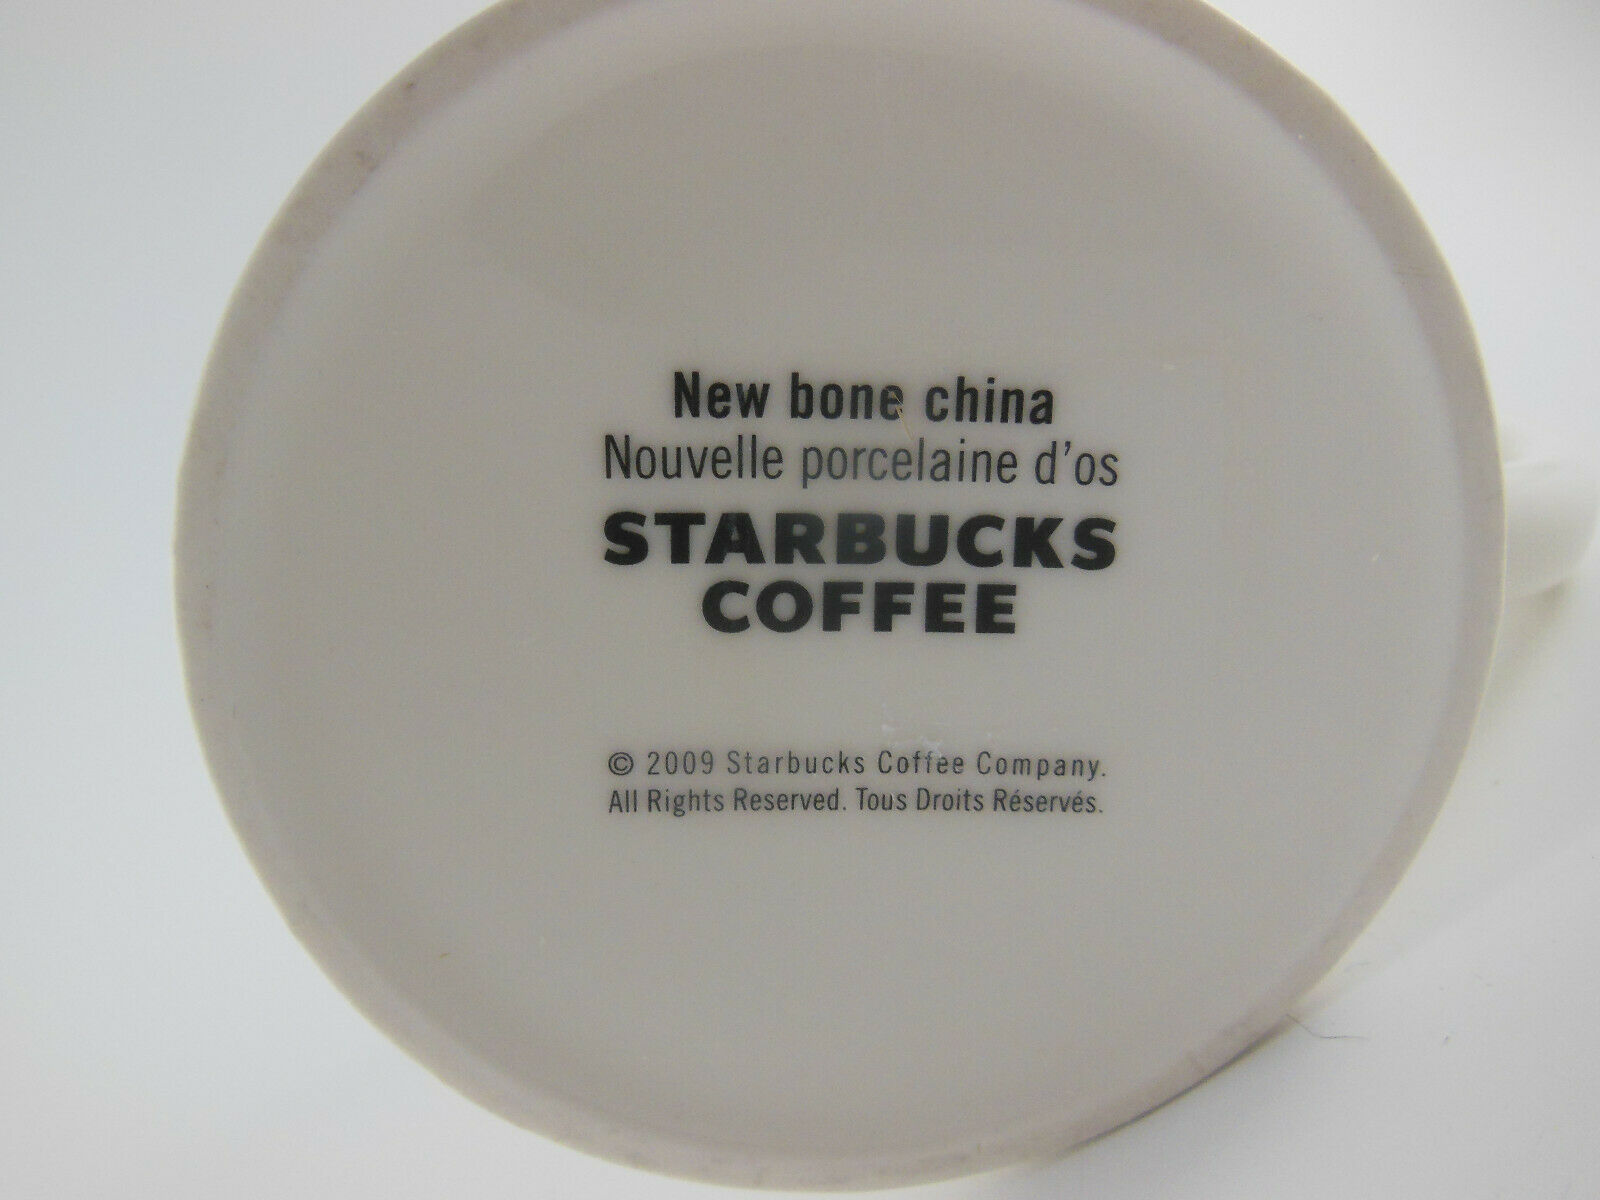 New bone china
Nouvelle porcelaine d'os
STARBUCKS
COFFEE
© 2009 Starbucks Coffee Company.
All Rights Reserved. Tous Droits Réservés.